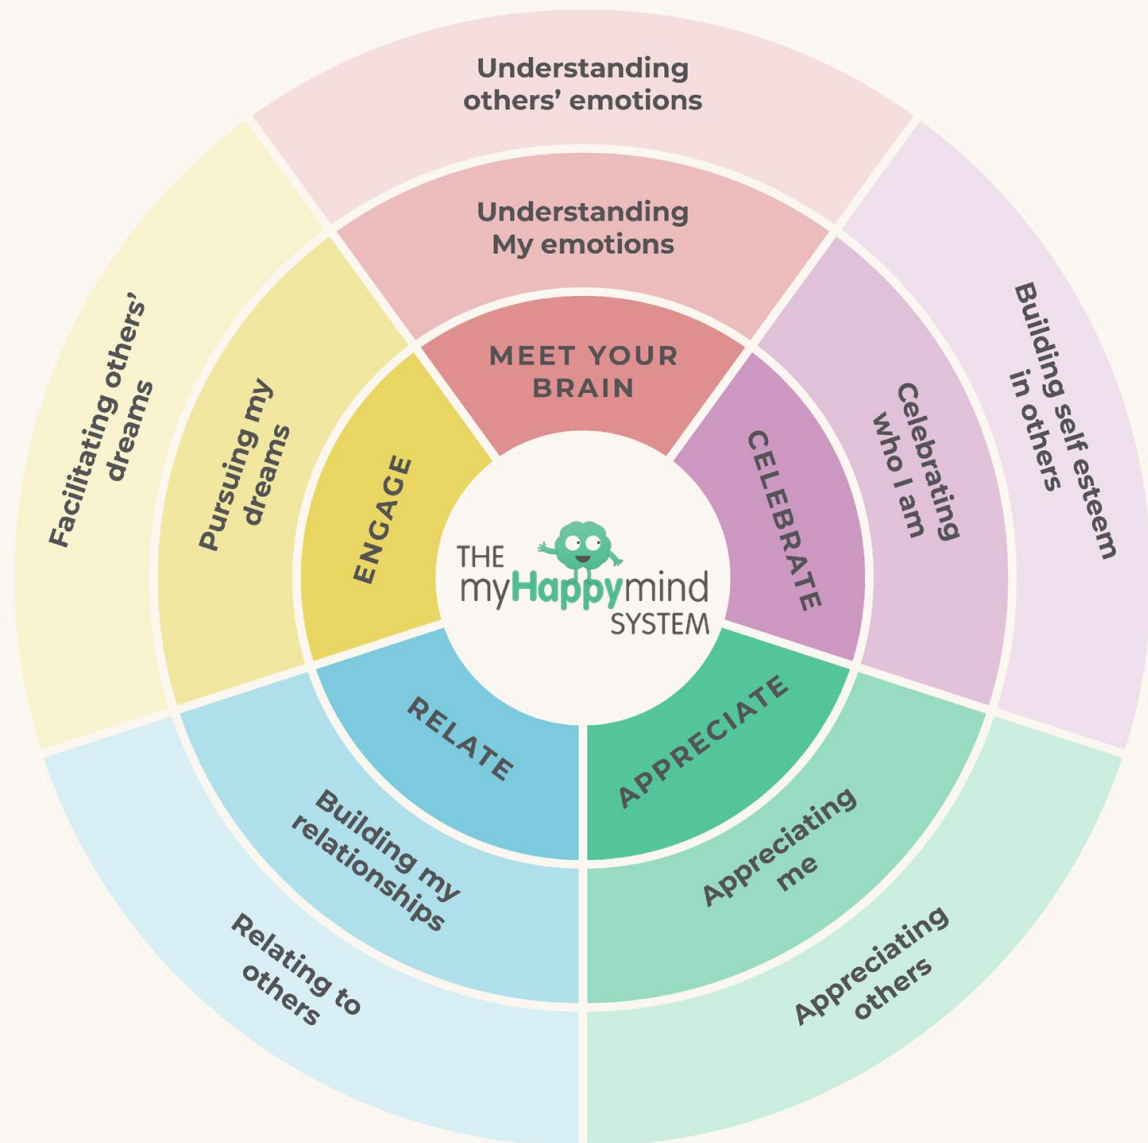 Understanding
others’ emotions
Understanding
My emotions
MEET YOUR
BRAIN
Building self esteem
in others
Celebrating
who I am
CELEBRATE
Appreciating
others
Appreciating
me
APPRECIATE
Relating to
others
Building my
relationships
RELATE
Facilitating others’
dreams
Pursuing my
dreams
ENGAGE
THE
myHappymind
SYSTEM